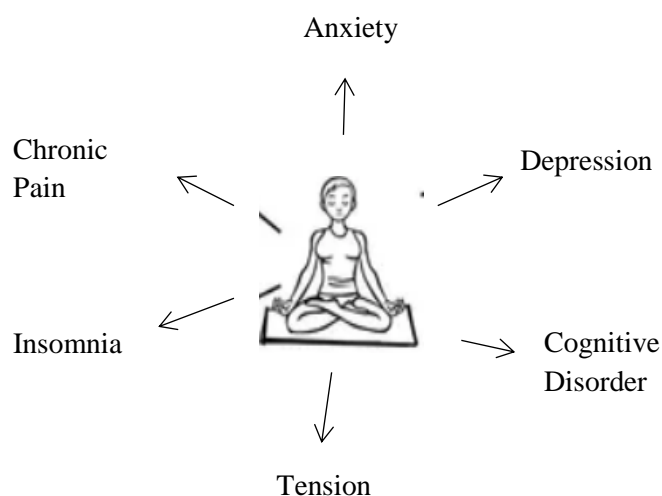 Anxiety
Chronic
Pain
Depression
Insomnia
Cognitive
Disorder
Tension